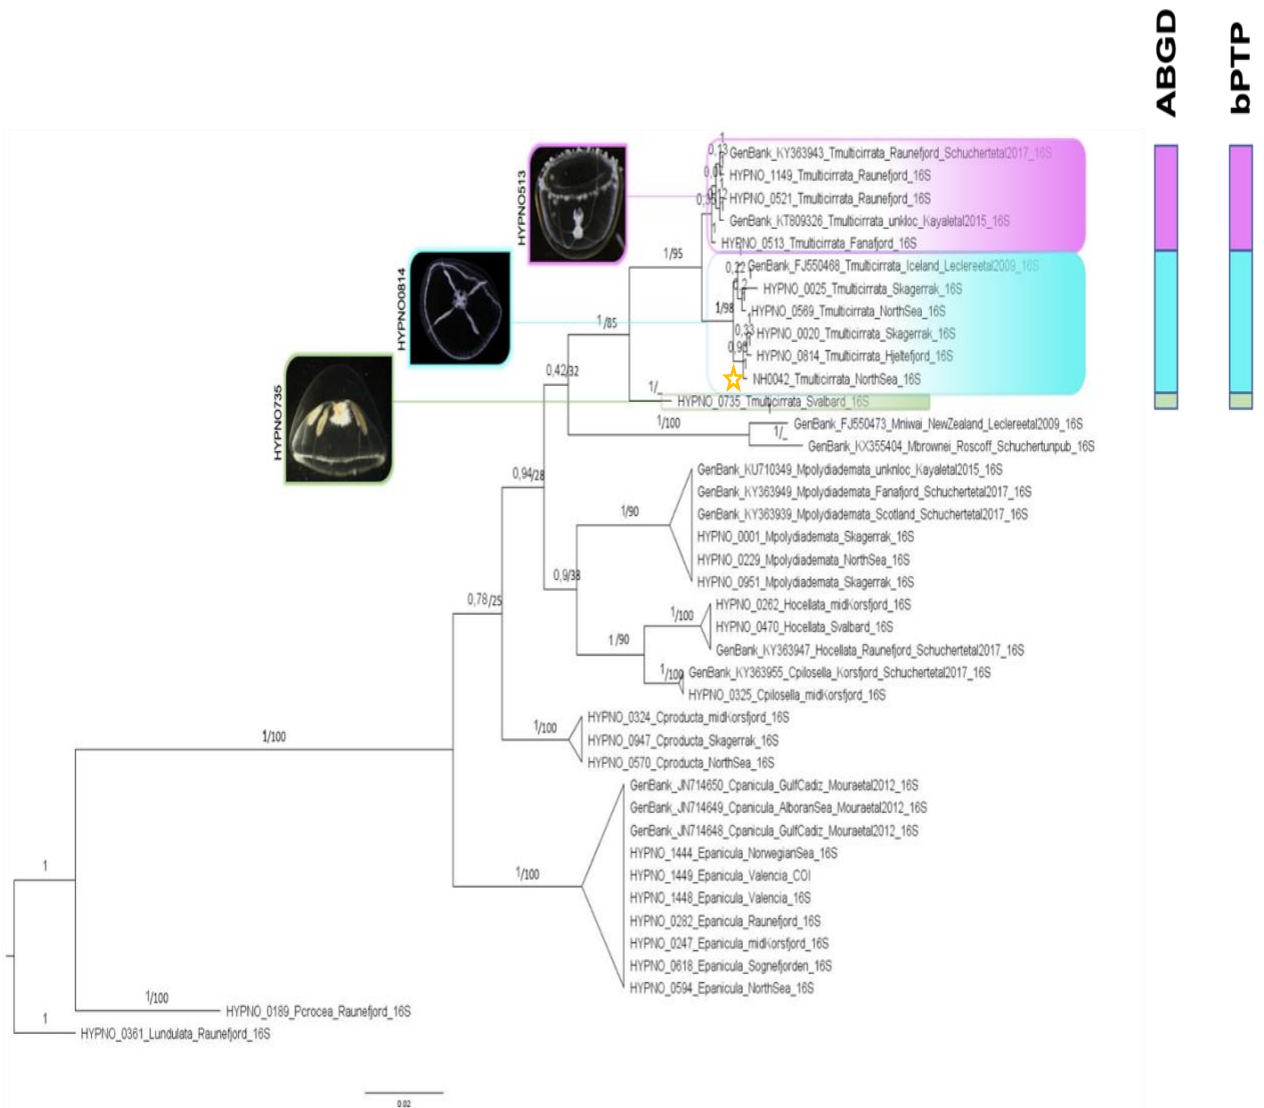 ABGD
bPTP
HYPNO513
HYPNO0814
HYPNO735
GenBank_KY363943_Tmulticirrata_Raunefjord_Schuchertetal2017_16S
HYPNO_1149_Tmulticirrata_Raunefjord_16S
HYPNO_0521_Tmulticirrata_Raunefjord_16S
GenBank_KT809326_Tmulticirrata_unkloc_Kayaletal2015_16S
HYPNO_0513_Tmulticirrata_Fanafjord_16S
1/95
GenBank_FJ550468_Tmulticirrata_Iceland_Leclereetal2009_16S
HYPNO_0025_Tmulticirrata_Skagerrak_16S
1/98
HYPNO_0569_Tmulticirrata_NorthSea_16S
1/85
0,33
HYPNO_0020_Tmulticirrata_Skagerrak_16S
HYPNO_0814_Tmulticirrata_Hjeltefjord_16S
0,42/32
NH0042_Tmulticirrata_NorthSea_16S
1/_
HYPNO_0735_Tmulticirrata_Svalbard_16S
1/100
GenBank_FJ550473_Mniwai_NewZealand_Leclereetal2009_16S
1/_
GenBank_KX355404_Mbrownei_Roscoff_Schuchertunpub_16S
GenBank_KU710349_Mpolydiademata_unknloc_Kayaletal2015_16S
0,94/28
GenBank_KY363949_Mpolydiademata_Fanafjord_Schuchertetal2017_16S
1/90
GenBank_KY363939_Mpolydiademata_Scotland_Schuchertetal2017_16S
HYPNO_0001_Mpolydiademata_Skagerrak_16S
HYPNO_0229_Mpolydiademata_NorthSea_16S
0,9/38
HYPNO_0951_Mpolydiademata_Skagerrak_16S
0,78/25
HYPNO_0262_Hocellata_midKorsfjord_16S
1/100
HYPNO_0470_Hocellata_Svalbard_16S
1/90
GenBank_KY363947_Hocellata_Raunefjord_Schuchertetal2017_16S
1/100
GenBank_KY363955_Cpilosella_Korsfjord_Schuchertetal2017_16S
HYPNO_0325_Cpilosella_midKorsfjord_16S
HYPNO_0324_Cproducta_midKorsfjord_16S
1/100
HYPNO_0947_Cproducta_Skagerrak_16S
1/100
HYPNO_0570_Cproducta_NorthSea_16S
GenBank_JN714650_Cpanicula_GulfCadiz_Mouraetal2012_16S
GenBank_JN714649_Cpanicula_AlboranSea_Mouraetal2012_16S
GenBank_JN714648_Cpanicula_GulfCadiz_Mouraetal2012_16S
HYPNO_1444_Epanicula_NorwegianSea_16S
1
1/100
HYPNO_1449_Epanicula_Valencia_COI
HYPNO_1448_Epanicula_Valencia_16S
HYPNO_0282_Epanicula_Raunefjord_16S
HYPNO_0247_Epanicula_midKorsfjord_16S
HYPNO_0618_Epanicula_Sognefjorden_16S
HYPNO_0594_Epanicula_NorthSea_16S
1/100
HYPNO_0189_Pcrocea_Raunefjord_16S
1
HYPNO_0361_Lundulata_Raunefjord_16S
0.02